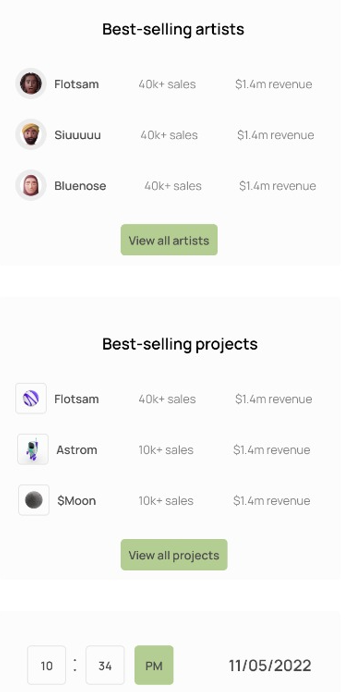 Best-selling artists
Flotsam 40k+ sales $1.4m revenue
Siuuuuu 40k+ sales $1.4m revenue
Bluenose 40k+ sales $1.4m revenue
View all artists
Best-selling projects
Flotsam 40k+ sales $1.4m revenue
Astrom 10k+ sales $1.4m revenue
$Moon 10k+ sales $1.4m revenue
View all projects
10 : 34 PM 11/05/2022